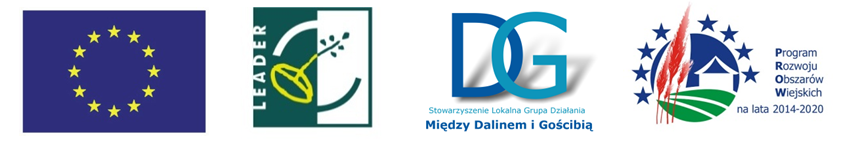 LEADER
DG
Stowarzyszenie Lokalna Grupa Działania
Między Dalinem i Gościbią
Program
Rozwoju
Obszarów
Wiejskich
na lata 2014-2020